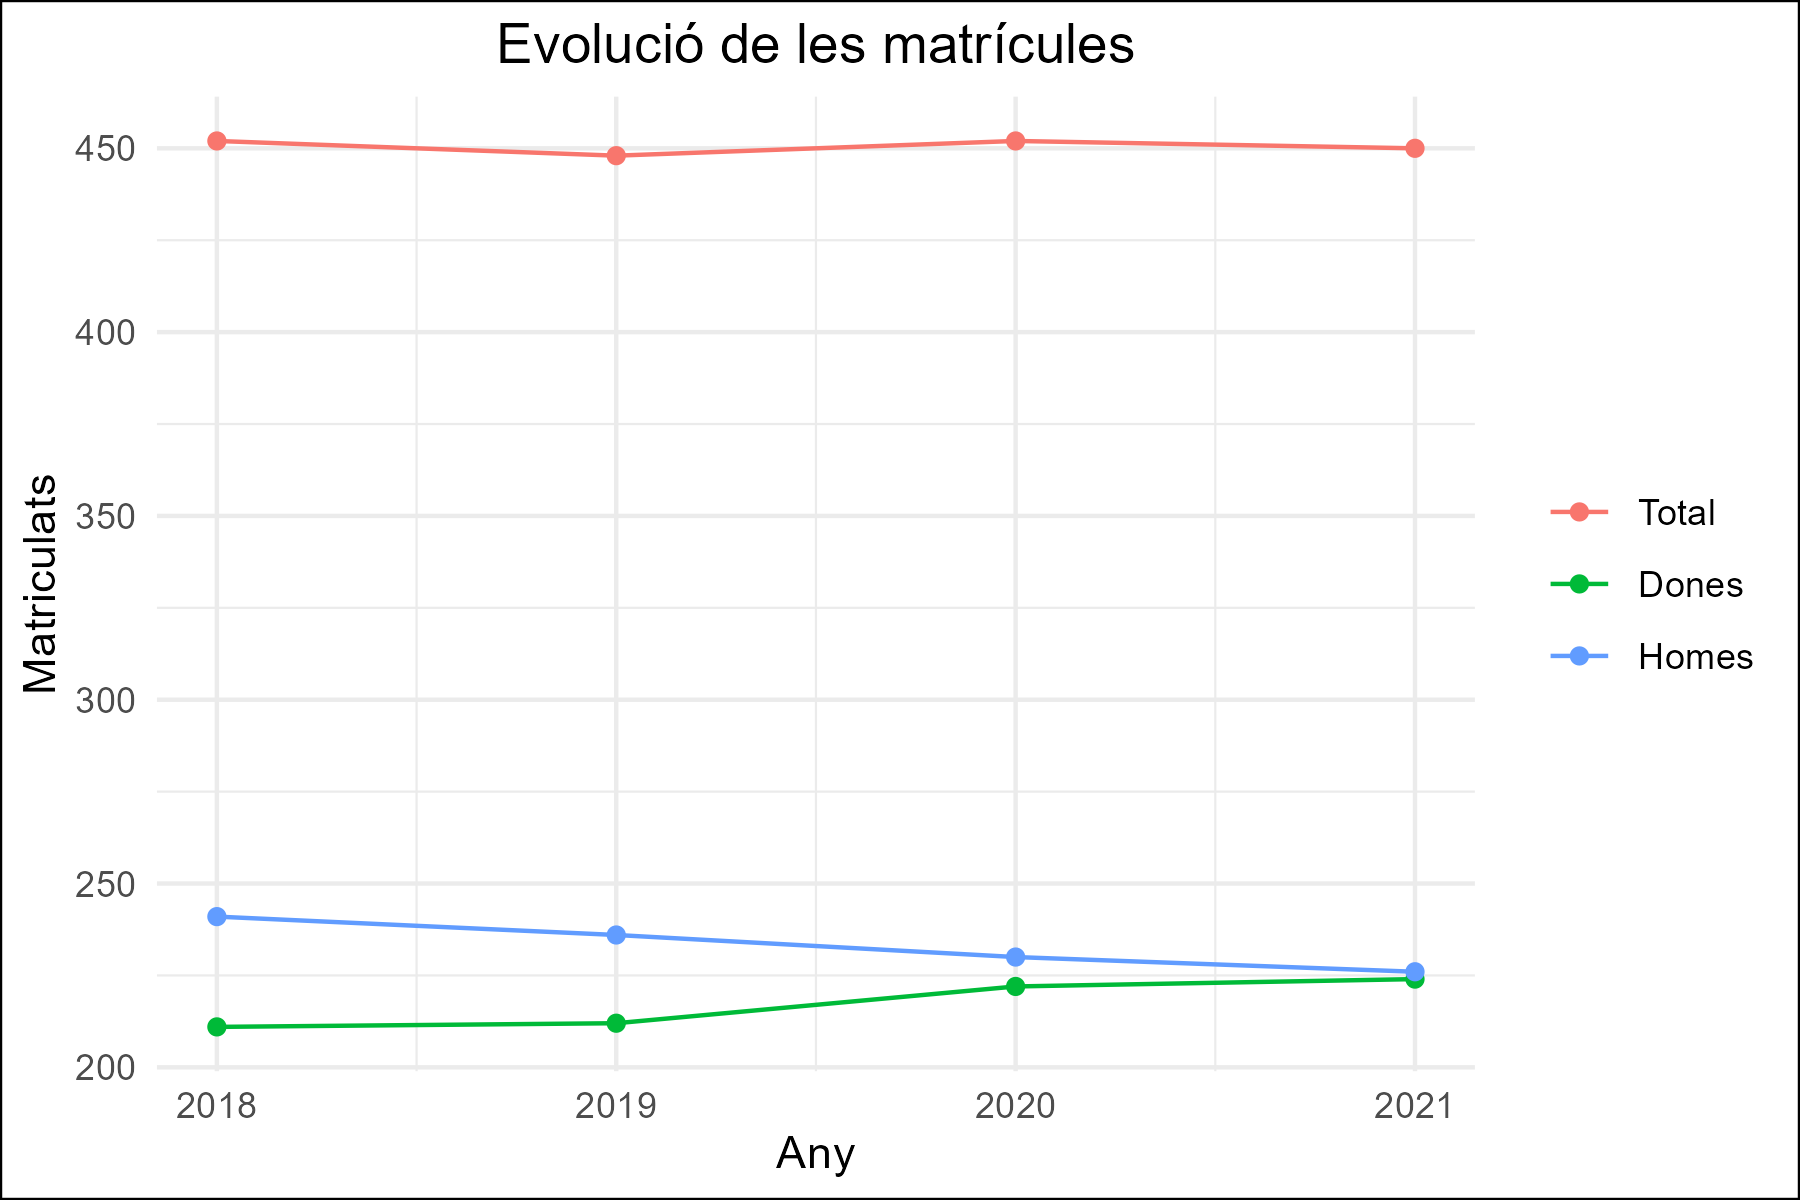 Evolució de les matrícules
Matriculats
450
400
350
300
250
200
2018 2019 2020 2021
Any
Total
Dones
Homes